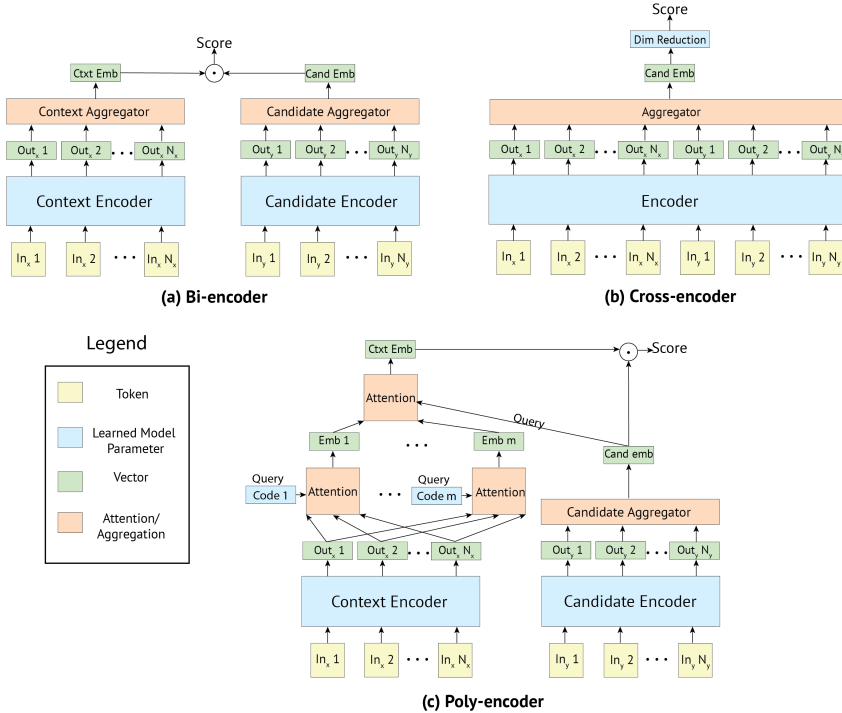 Score
Ctxt Emb
Cand Emb
Context Aggregator
Candidate Aggregator
Outx 1
Outx 2
...
Outx Nx
Outy 1
Outy 2
...
Outy Ny
Context Encoder
Candidate Encoder
Inx 1
Inx 2
...
Inx Nx
Iny 1
Iny 2
...
Iny Ny
(a) Bi-encoder
Score
Dim Reduction
Cand Emb
Aggregator
Outx 1
Outx 2
...
Outx Nx
Outy 1
Outy 2
...
Outy N
Encoder
Inx 1
Inx 2
...
Inx Nx
Iny 1
Iny 2
...
Iny Ny
(b) Cross-encoder
Legend
Token
Learned Model
Parameter
Vector
Attention/
Aggregation
Ctxt Emb
Score
Attention
Query
Emb 1
...
Emb m
Cand emb
Query
Code 1
Attention
...
Query
Code m
Attention
Candidate Aggregator
Outx 1
Outx 2
...
Outx Nx
Outy 1
Outy 2
...
Outy Ny
Context Encoder
Candidate Encoder
Inx 1
Inx 2
...
Inx Nx
Iny 1
Iny 2
...
Iny Ny
(c) Poly-encoder